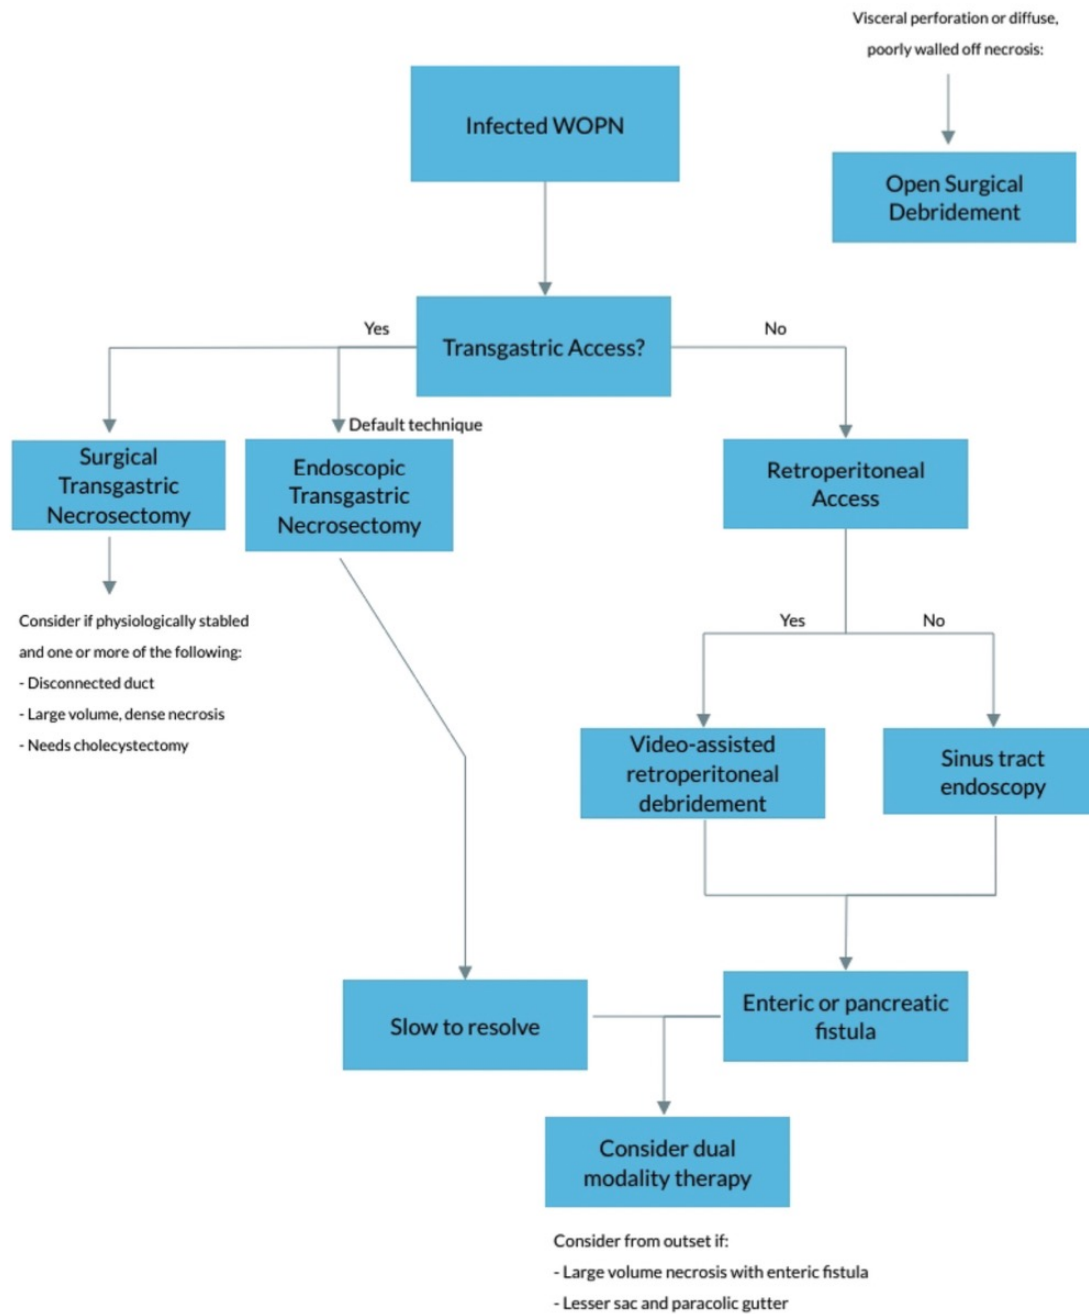 Visceral perforation or diffuse,
poorly walled off necrosis:
Infected WOPN
Open Surgical
Debridement
Yes
No
Transgastric Access?
Default technique
Surgical
Transgastric
Necrosectomy
Endoscopic
Transgastric
Necrosectomy
Retroperitoneal
Access
Consider if physiologically stabled
and one or more of the following:
- Disconnected duct
- Large volume, dense necrosis
- Needs cholecystectomy
Yes
No
Video-assisted
retroperitoneal
debridement
Sinus tract
endoscopy
Slow to resolve
Enteric or pancreatic
fistula
Consider dual
modality therapy
Consider from outset if:
- Large volume necrosis with enteric fistula
- Lesser sac and paracolic gutter